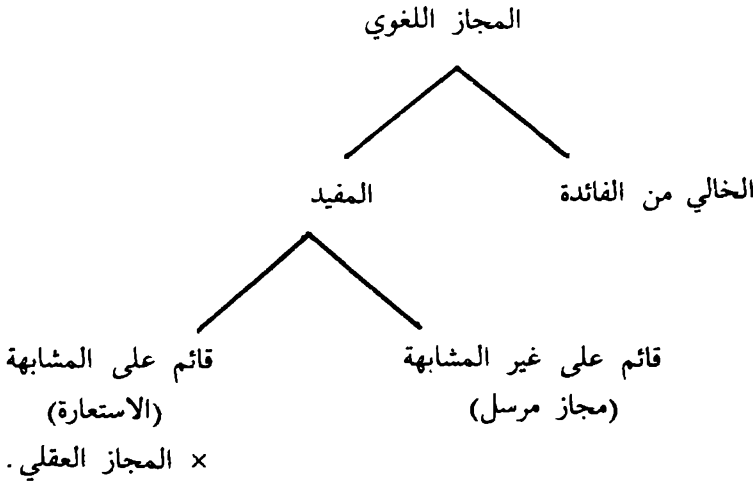 المجاز اللغوي
الخالي من الفائدة
المفيد
قائم على غير المشابهة
(مجاز مرسل)
قائم على المشابهة
(الاستعارة)
× المجاز العقلي.